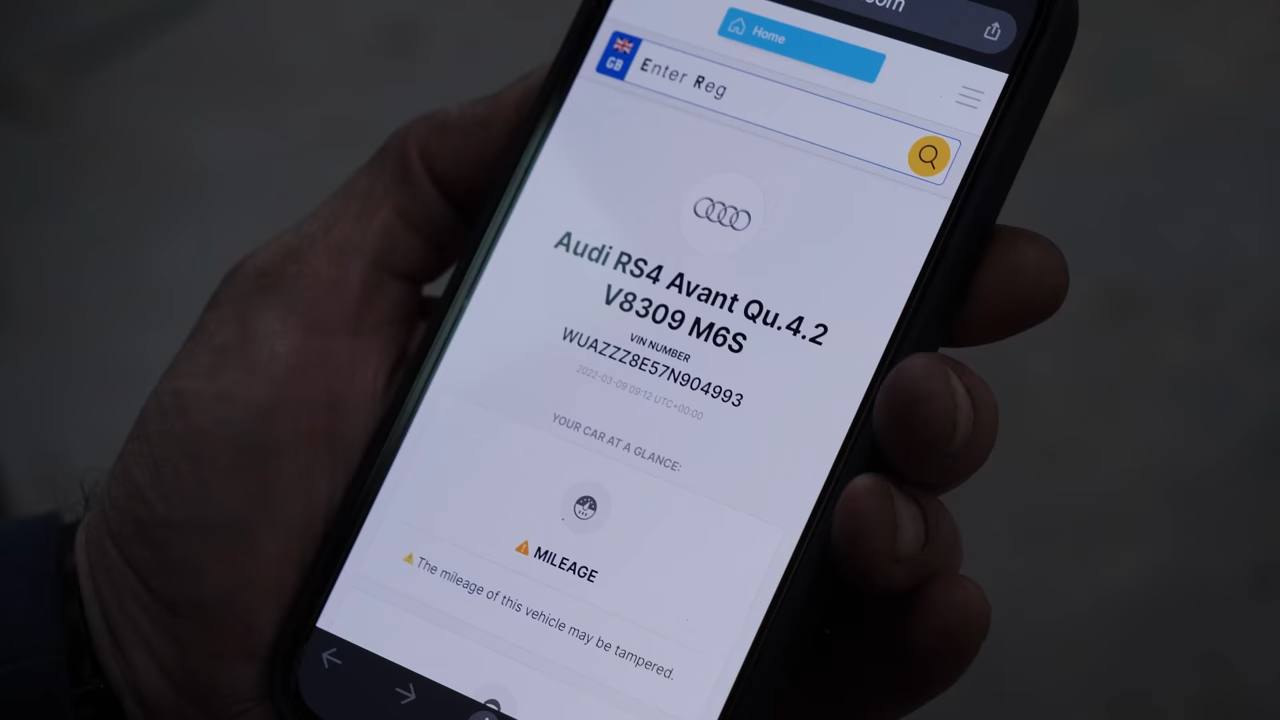 Home
GB
Enter Reg
Audi RS4 Avant Qu.4.2
V8309 M6S
VIN NUMBER
WUAZZZ8E57N904993
2022-03-09 09:12 UTC+00:00
YOUR CAR AT A GLANCE:
MILEAGE
The mileage of this vehicle may be tampered.